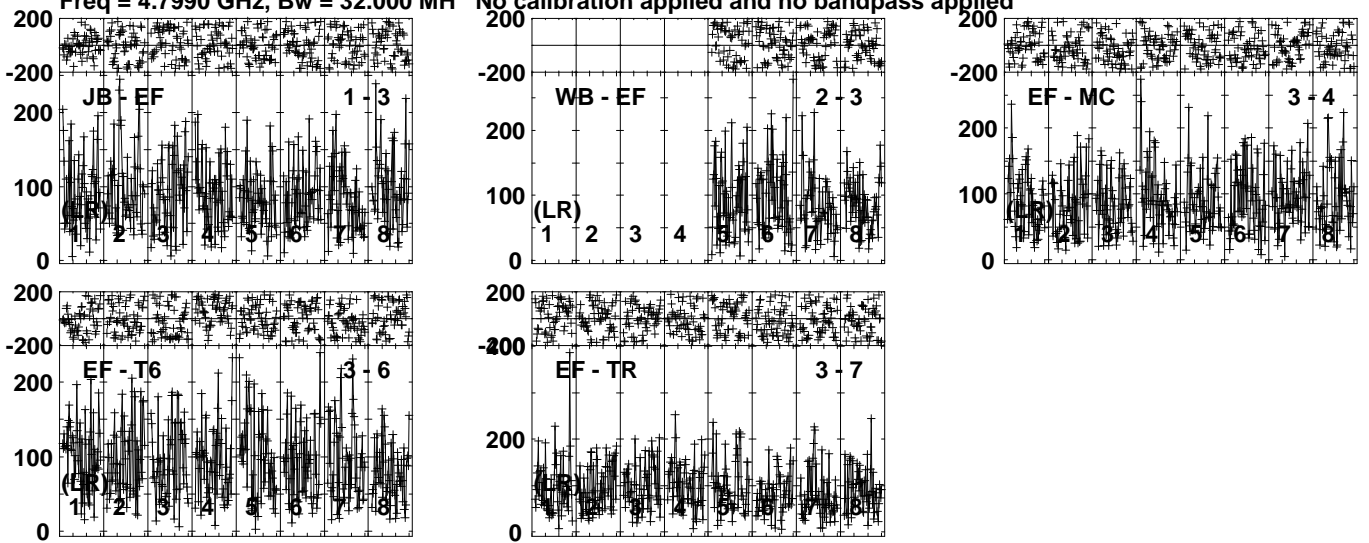 Freq = 4.7990 GHz, Bw = 32.000 MH No calibration applied and no bandpass applied
200
-200
JB - EF 1 - 3
200
100
(LR)
1 2 3 4 5 6 7 8
0
200
-200
WB - EF 2 - 3
200
100
(LR)
1 2 3 4 5 6 7 8
0
200
-200
EF - MC 3 - 4
200
100
(LR)
1 2 3 4 5 6 7 8
0
200
-200
EF - T6 3 - 6
200
100
(LR)
1 2 3 4 5 6 7 8
0
200
-200
400
EF - TR 3 - 7
200
(LR)
1 2 3 4 5 6 7 8
0